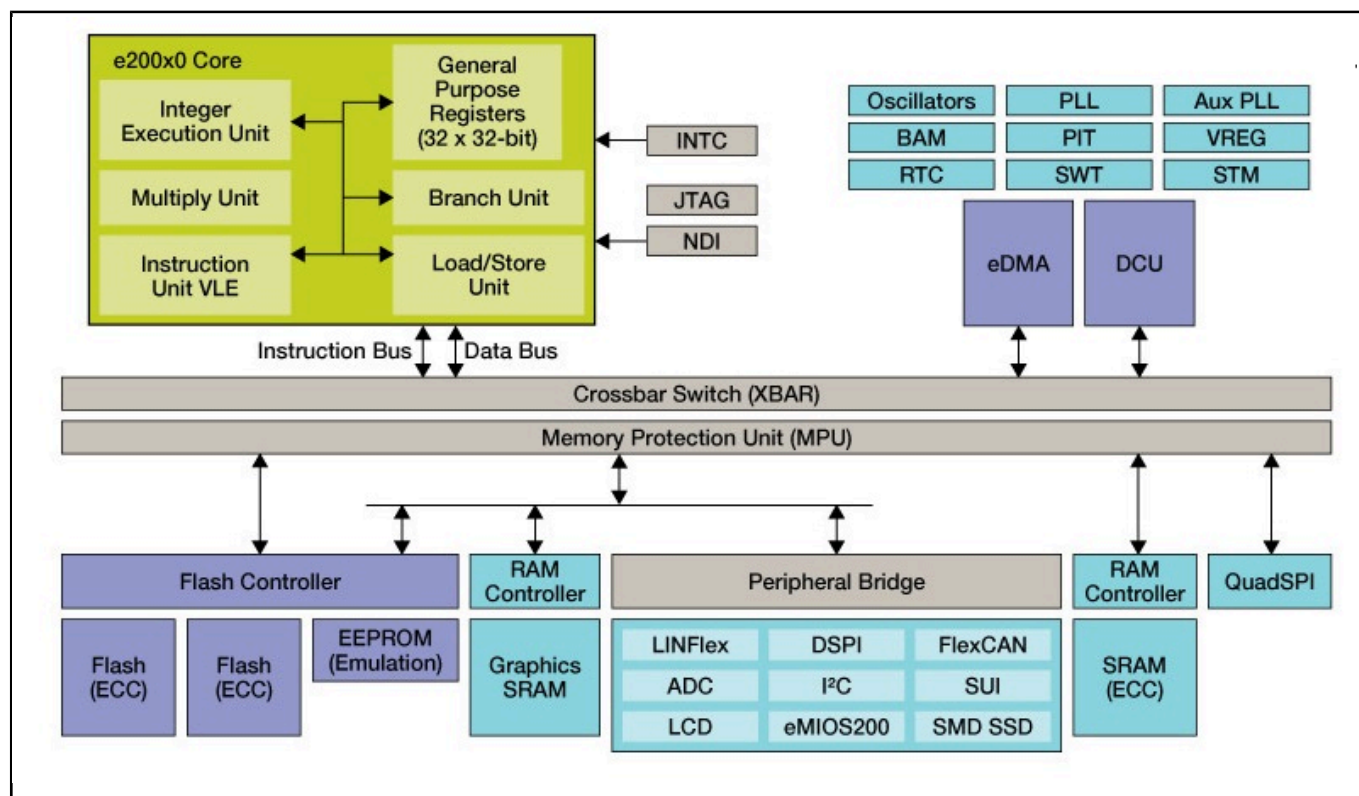 e200x0 Core
Integer
Execution Unit
General
Purpose
Registers
(32 x 32-bit)
Multiply Unit
Branch Unit
Instruction
Unit VLE
Load/Store
Unit
INTC
JTAG
NDI
Oscillators
PLL
Aux PLL
BAM
PIT
VREG
RTC
SWT
STM
eDMA
DCU
Instruction Bus
Data Bus
Crossbar Switch (XBAR)
Memory Protection Unit (MPU)
Flash Controller
RAM
Controller
Peripheral Bridge
RAM
Controller
QuadSPI
Flash
(ECC)
Flash
(ECC)
EEPROM
(Emulation)
Graphics
SRAM
LINFlex
DSPI
FlexCAN
ADC
I²C
SUI
LCD
eMIOS200
SMD SSD
SRAM
(ECC)